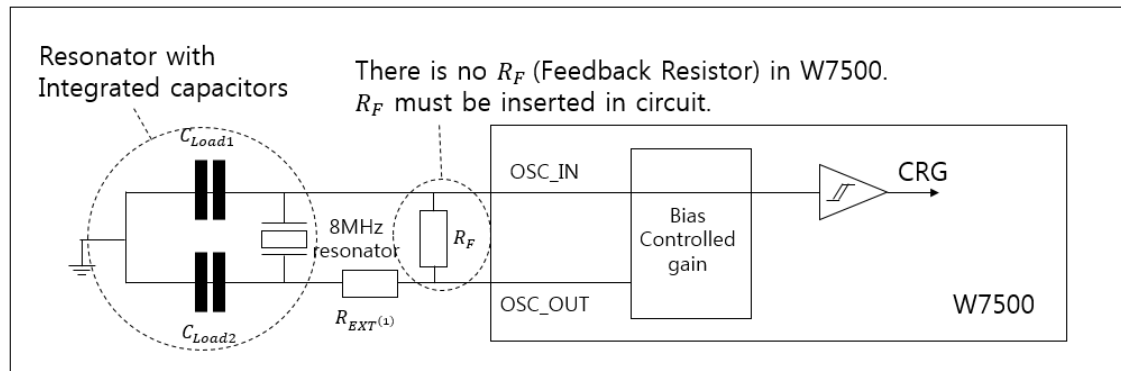 Resonator with
Integrated capacitors
There is no R_F (Feedback Resistor) in W7500.
R_F must be inserted in circuit.
C_Load1
OSC_IN
CRG
8MHz
resonator
R_F
Bias
Controlled
gain
OSC_OUT
W7500
C_Load2
R_EXT(1)